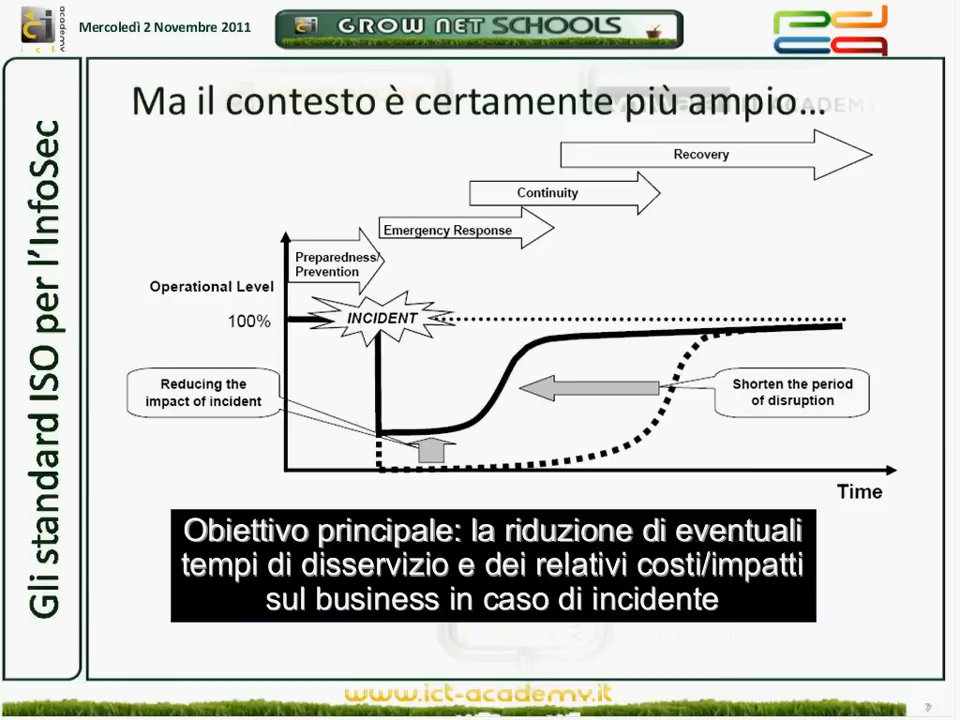 Mercoledì 2 Novembre 2011
GROW NET SCHOOLS
academy
ICT
Gli standard ISO per l'InfoSec
Ma il contesto è certamente più ampio...
Recovery
Continuity
Emergency Response
Preparedness/
Prevention
Operational Level
100%
INCIDENT
Reducing the
impact of incident
Shorten the period
of disruption
Time
Obiettivo principale: la riduzione di eventuali
tempi di disservizio e dei relativi costi/impatti
sul business in caso di incidente
www.ict-academy.it